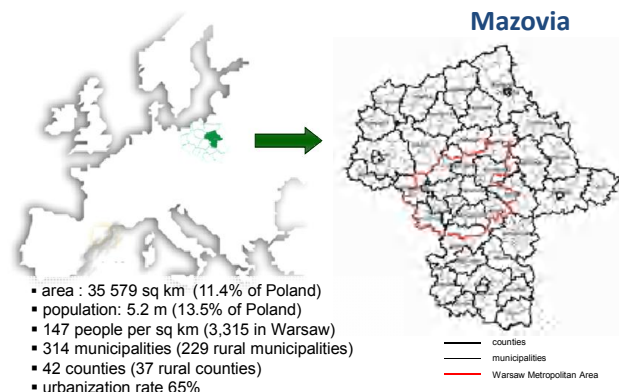 Mazovia
▪ area : 35 579 sq km (11.4% of Poland)
▪ population: 5.2 m (13.5% of Poland)
▪ 147 people per sq km (3,315 in Warsaw)
▪ 314 municipalities (229 rural municipalities)
▪ 42 counties (37 rural counties)
▪ urbanization rate 65%
counties
municipalities
Warsaw Metropolitan Area